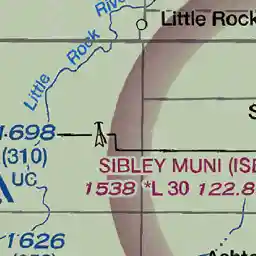 River
Little Rock
Rock
Little
1698
(310)
UC
SIBLEY MUNI (ISB
1538 *L 30 122.8
1626